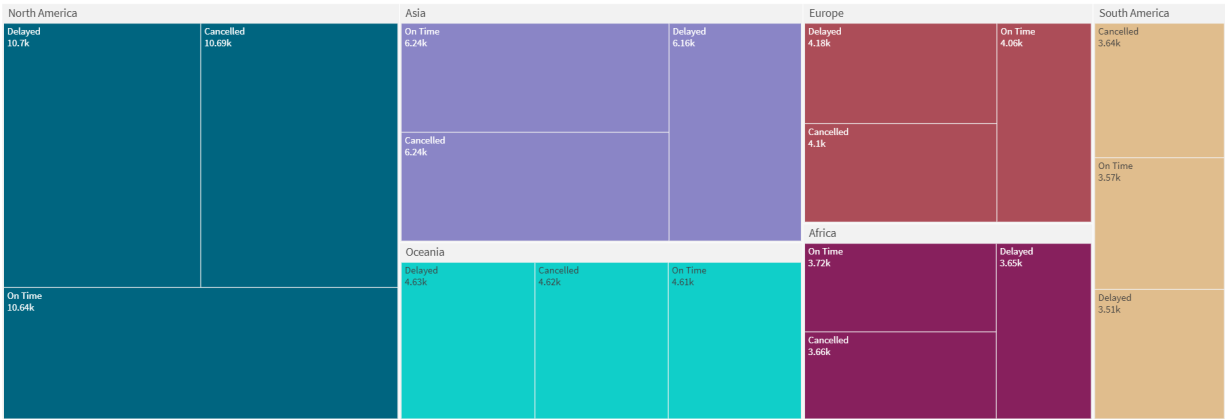 North America
Delayed
10.7k
Cancelled
10.69k
On Time
10.64k
Asia
On Time
6.24k
Cancelled
6.24k
Delayed
6.16k
Oceania
Delayed
4.63k
Cancelled
4.62k
On Time
4.61k
Europe
Delayed
4.18k
Cancelled
4.1k
On Time
4.06k
Africa
On Time
3.72k
Cancelled
3.66k
Delayed
3.65k
South America
Cancelled
3.64k
On Time
3.57k
Delayed
3.51k